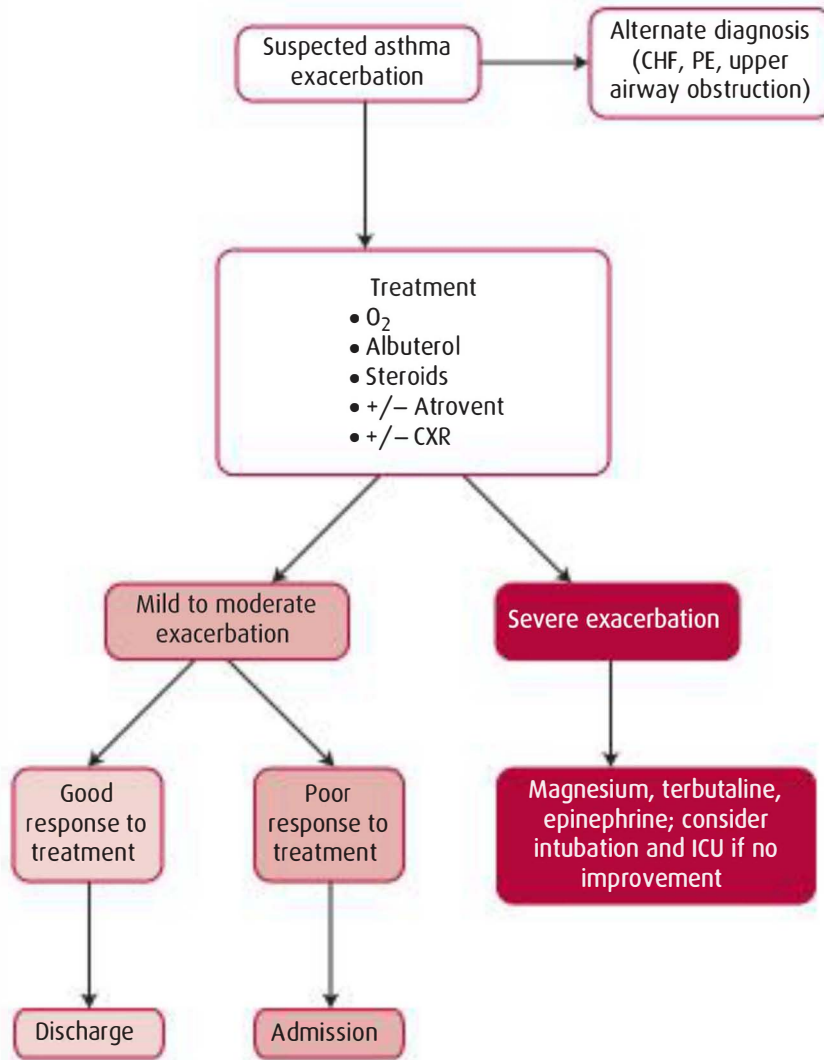 Suspected asthma
exacerbation
Alternate diagnosis
(CHF, PE, upper
airway obstruction)
Treatment
• O₂
• Albuterol
• Steroids
• +/– Atrovent
• +/– CXR
Mild to moderate
exacerbation
Severe exacerbation
Good
response to
treatment
Poor
response to
treatment
Magnesium, terbutaline,
epinephrine; consider
intubation and ICU if no
improvement
Discharge
Admission